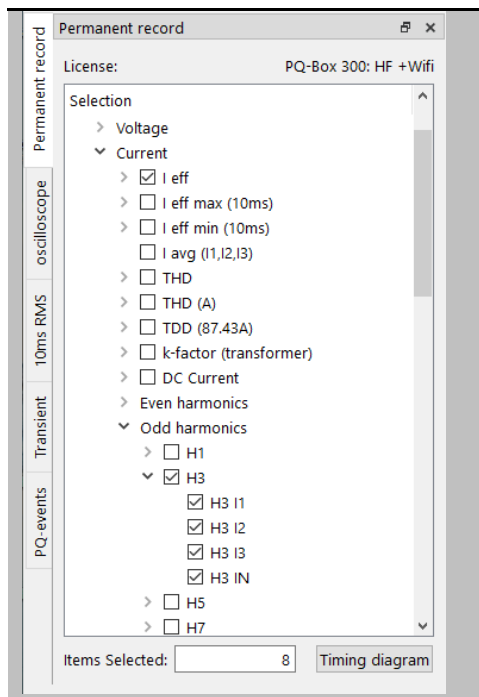 Permanent record
License: PQ-Box 300: HF +Wifi
Selection
Voltage
Current
I eff
I eff max (10ms)
I eff min (10ms)
I avg (I1,I2,I3)
THD
THD (A)
TDD (87.43A)
k-factor (transformer)
DC Current
Even harmonics
Odd harmonics
H1
H3
H3 I1
H3 I2
H3 I3
H3 IN
H5
H7
Items Selected: 8 Timing diagram
Permanent record
oscilloscope
10ms RMS
Transient
PQ-events